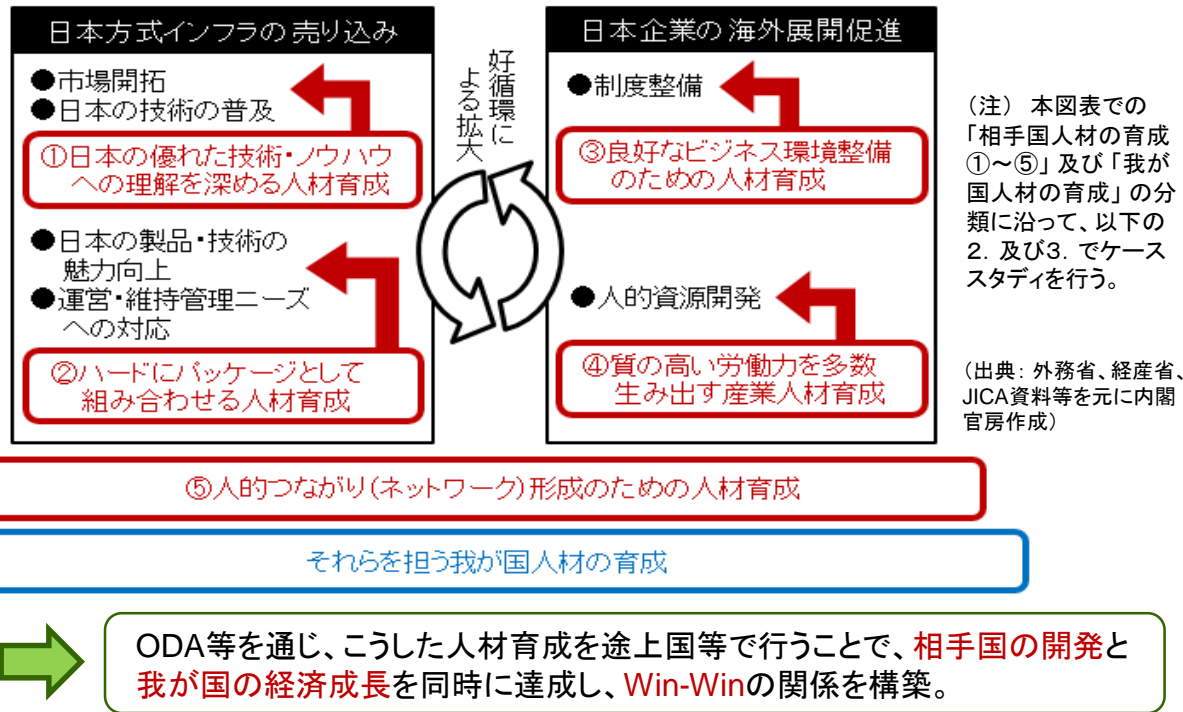 日本方式インフラの売り込み
●市場開拓
●日本の技術の普及
①日本の優れた技術・ノウハウ
への理解を深める人材育成
●日本の製品・技術の
魅力向上
●運営・維持管理ニーズ
への対応
②ハードにパッケージとして
組み合わせる人材育成
好循環に
よる拡大
日本企業の海外展開促進
●制度整備
③良好なビジネス環境整備
のための人材育成
●人的資源開発
④質の高い労働力を多数
生み出す産業人材育成
（注） 本図表での
「相手国人材の育成
①～⑤」及び「我が
国人材の育成」の分
類に沿って、以下の
２．及び３．でケース
スタディを行う。
（出典：外務省、経産省、
JICA資料等を元に内閣
官房作成）
⑤人的つながり（ネットワーク）形成のための人材育成
それらを担う我が国人材の育成
ODA等を通じ、こうした人材育成を途上国等で行うことで、相手国の開発と
我が国の経済成長を同時に達成し、Win-Winの関係を構築。